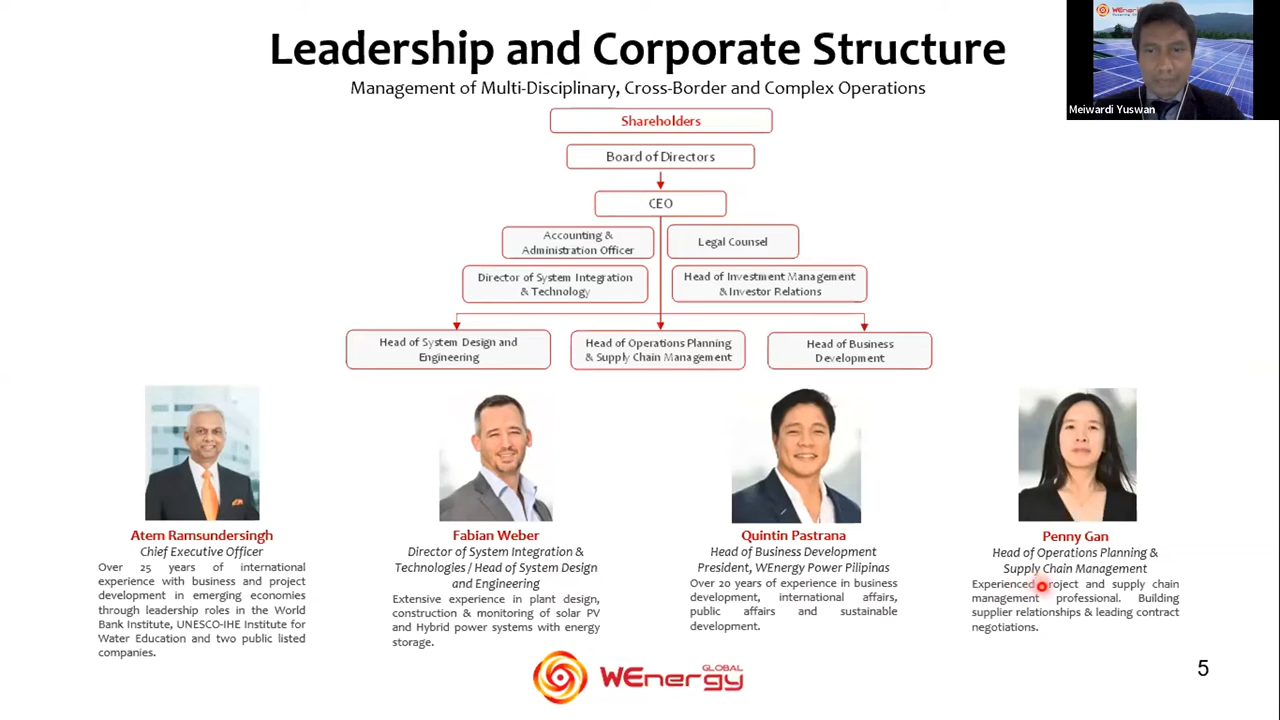 Leadership and Corporate Structure
Management of Multi-Disciplinary, Cross-Border and Complex Operations
WEnergy
Meiwardi Yuswan
Shareholders
Board of Directors
CEO
Accounting &
Administration Officer
Legal Counsel
Director of System Integration
& Technology
Head of Investment Management
& Investor Relations
Head of System Design and
Engineering
Head of Operations Planning
& Supply Chain Management
Head of Business
Development
Atem Ramsundersingh
Chief Executive Officer
Over 25 years of international
experience with business and project
development in emerging economies
through leadership roles in the World
Bank Institute, UNESCO-IHE Institute for
Water Education and two public listed
companies.
Fabian Weber
Director of System Integration &
Technologies / Head of System Design
and Engineering
Extensive experience in plant design,
construction & monitoring of solar PV
and Hybrid power systems with energy
storage.
Quintin Pastrana
Head of Business Development
President, WEnergy Power Pilipinas
Over 20 years of experience in business
development, international affairs,
public affairs and sustainable
development.
Penny Gan
Head of Operations Planning &
Supply Chain Management
Experienced project and supply chain
management professional. Building
supplier relationships & leading contract
negotiations.
WEnergy GLOBAL
5